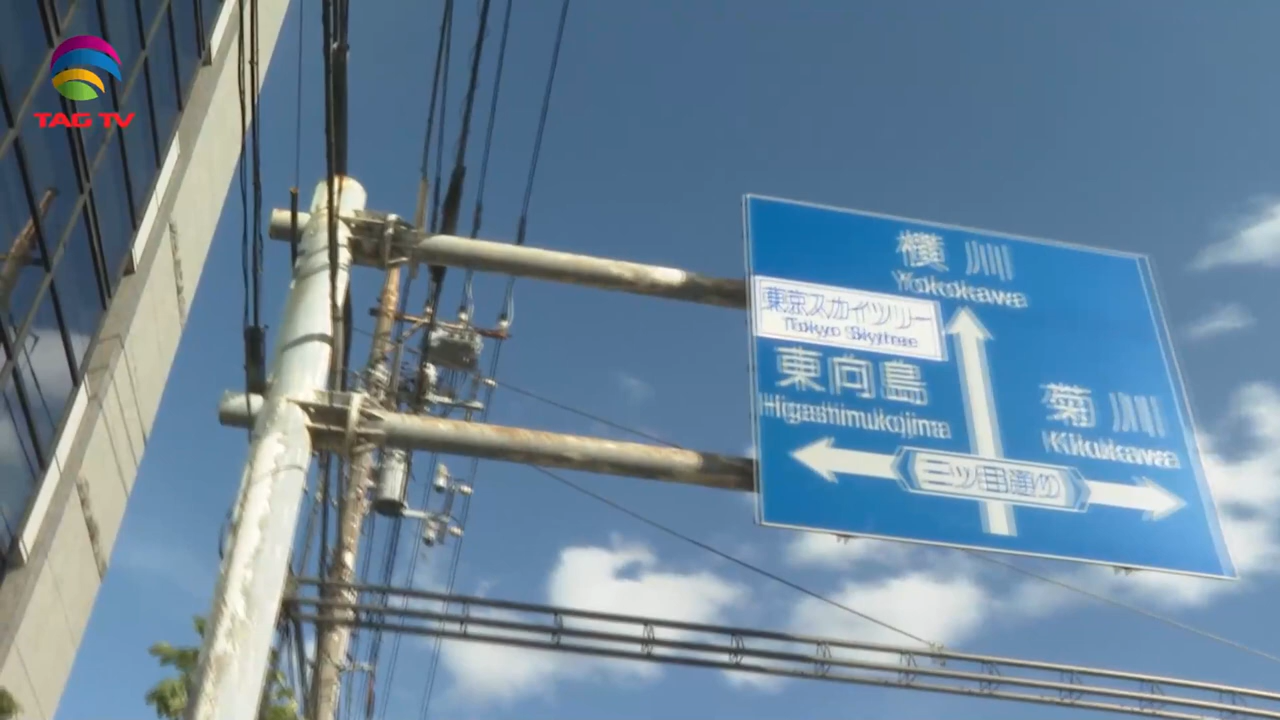 TAG TV
横川
Yokokawa
東京スカイツリー
Tokyo Skytree
東向島
Higashimukojima
菊川
Kikukawa
三ツ目通り